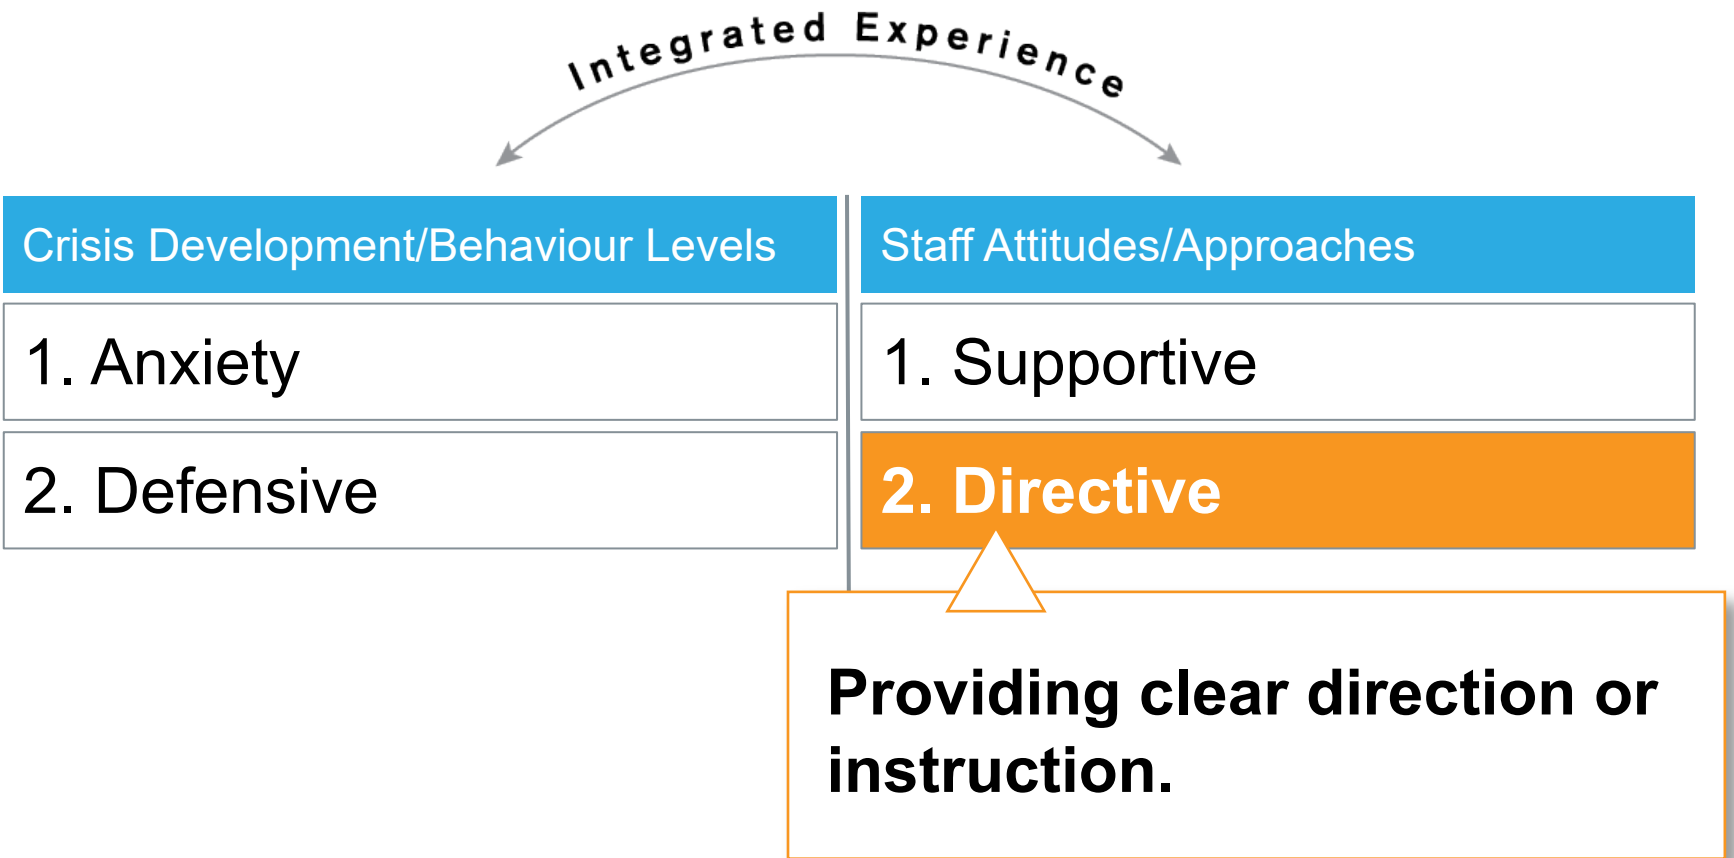 Integrated Experience
Crisis Development/Behaviour Levels
Staff Attitudes/Approaches
1. Anxiety
1. Supportive
2. Defensive
2. Directive
Providing clear direction or
instruction.